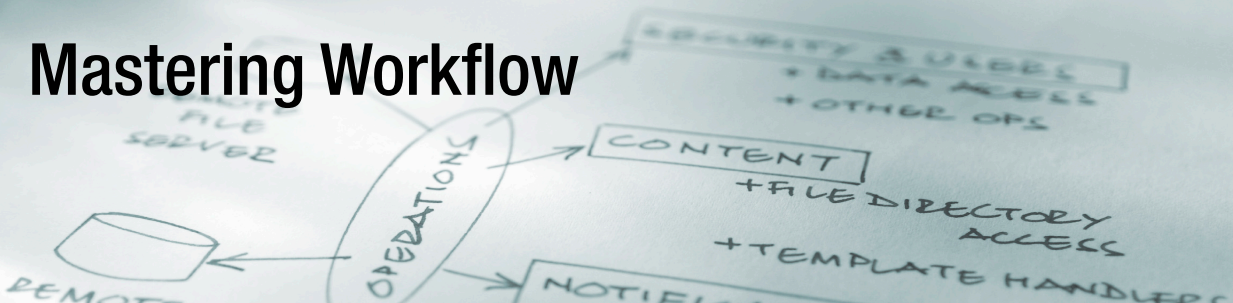 Mastering Workflow
SECURITY & USERS
+ DATA ACCESS
+ OTHER OPS
FILE
SERVER
CONTENT
+FILE DIRECTORY
ACCESS
OPERATIONS
+TEMPLATE HANDLERS